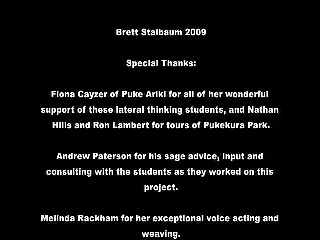 Brett Stalbaum 2009
Special Thanks:
Fiona Cayzer of Puke Ariki for all of her wonderful
support of these lateral thinking students, and Nathan
Hills and Ron Lambert for tours of Pukekura Park.
Andrew Paterson for his sage advice, input and
consulting with the students as they worked on this
project.
Melinda Rackham for her exceptional voice acting and
weaving.